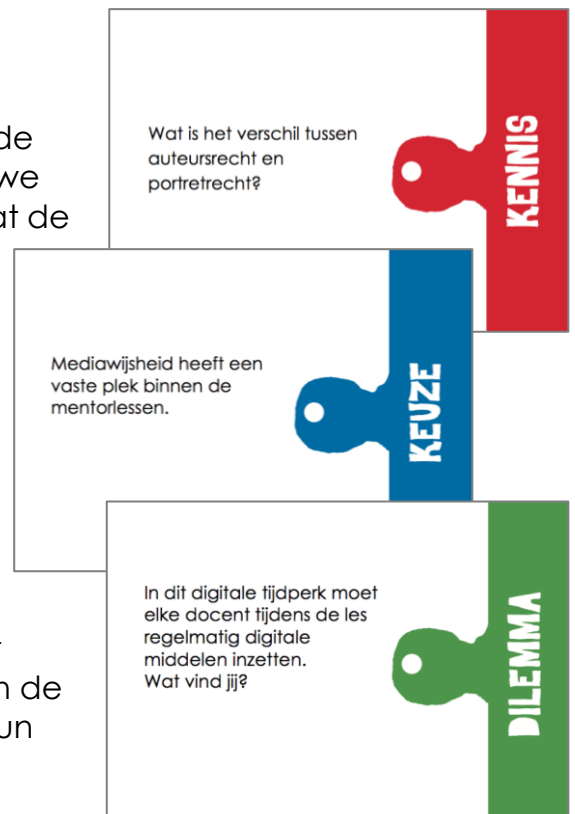 de
we
at de
Wat is het verschil tussen
auteursrecht en
portretrecht?
KENNIS
Mediawijsheid heeft een
vaste plek binnen de
mentorlessen.
KEUZE
In dit digitale tijdperk moet
elke docent tijdens de les
regelmatig digitale
middelen inzetten.
Wat vind jij?
DILEMMA
n de
un